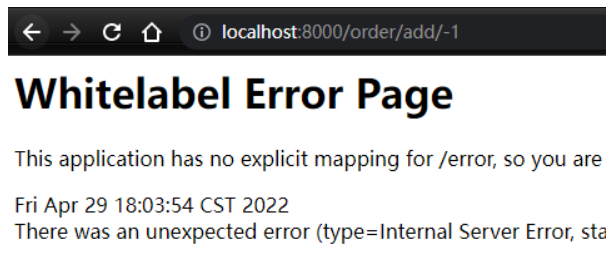 localhost:8000/order/add/-1
Whitelabel Error Page
This application has no explicit mapping for /error, so you are
Fri Apr 29 18:03:54 CST 2022
There was an unexpected error (type=Internal Server Error, sta